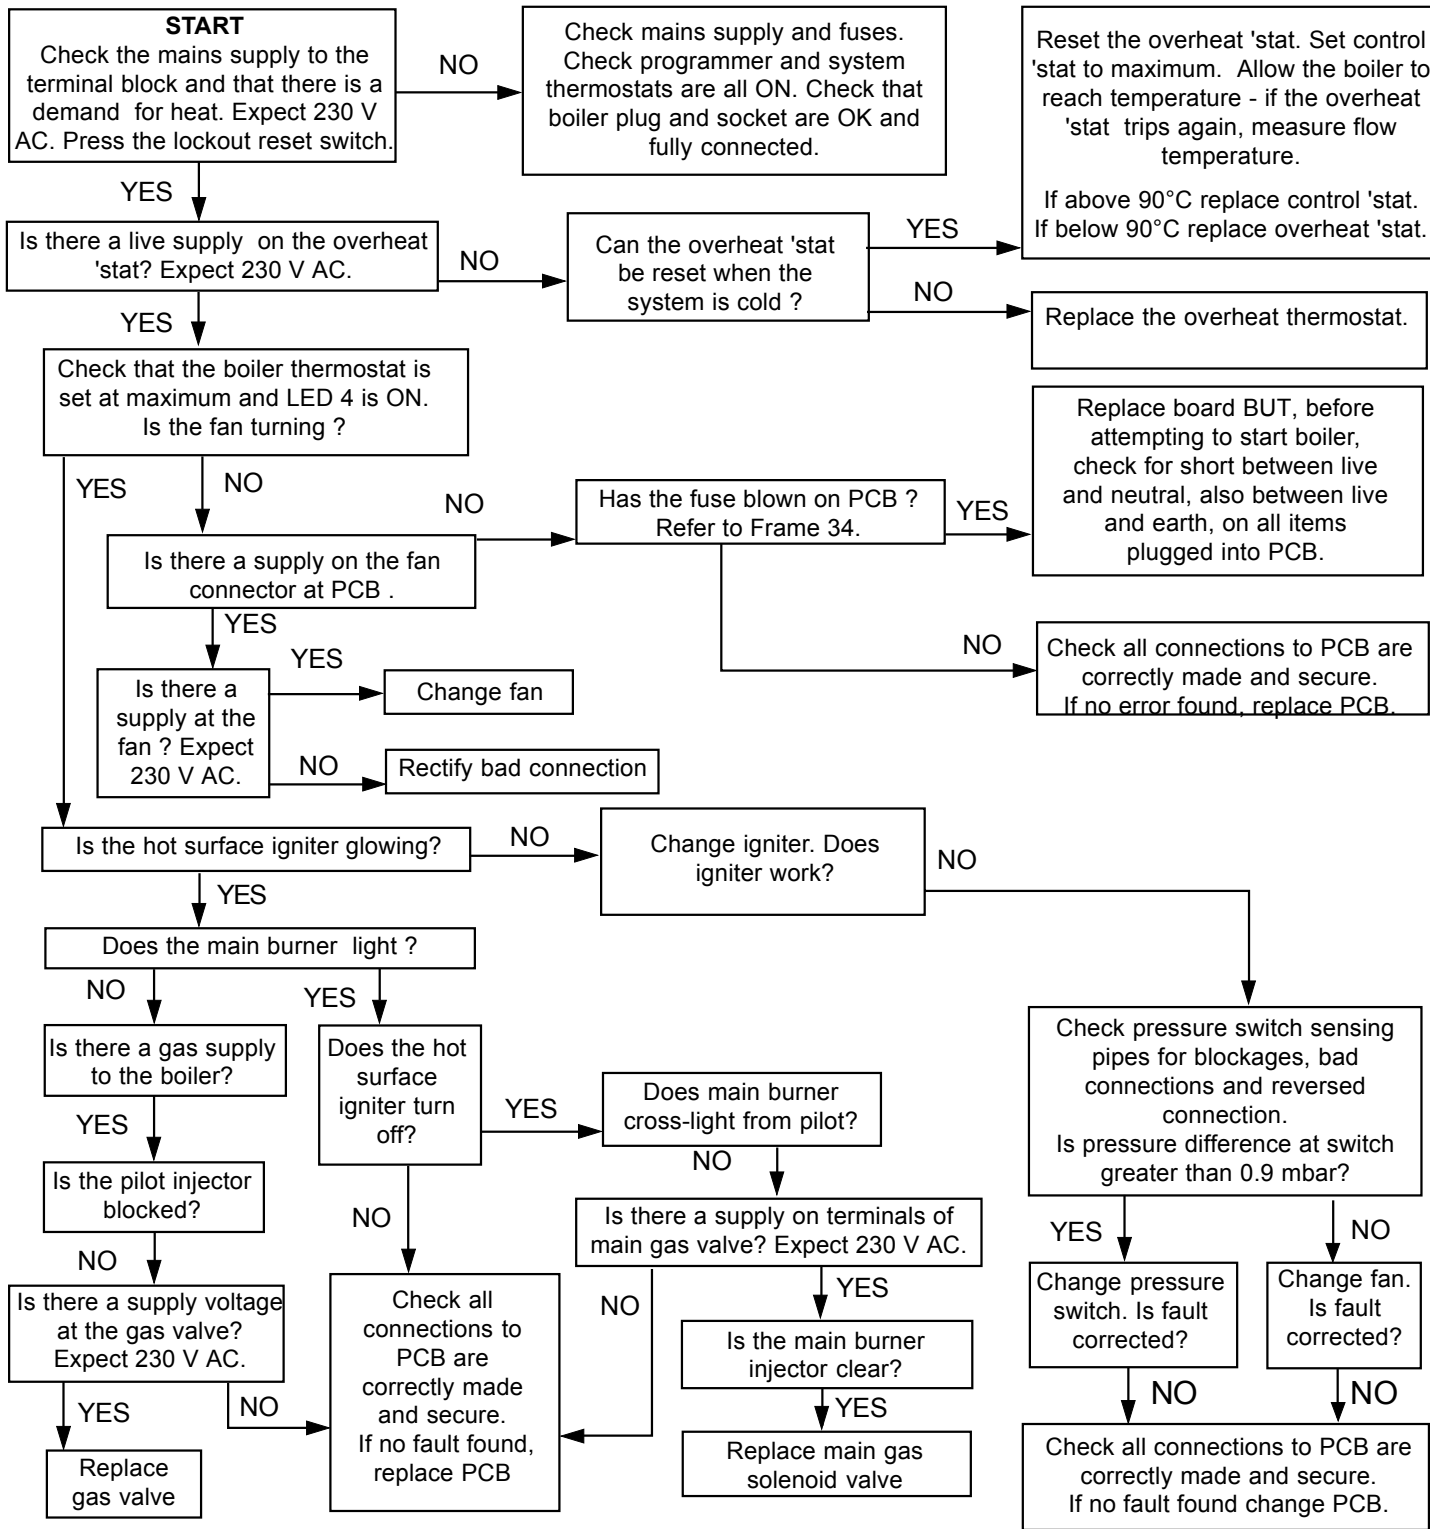 START
Check the mains supply to the
terminal block and that there is a
demand for heat. Expect 230 V
AC. Press the lockout reset switch.
NO
Check mains supply and fuses.
Check programmer and system
thermostats are all ON. Check that
boiler plug and socket are OK and
fully connected.
Reset the overheat 'stat. Set control
'stat to maximum. Allow the boiler to
reach temperature - if the overheat
'stat trips again, measure flow
temperature.
If above 90°C replace control 'stat.
If below 90°C replace overheat 'stat.
YES
Is there a live supply on the overheat
'stat? Expect 230 V AC.
NO
Can the overheat 'stat
be reset when the
system is cold ?
YES
NO
Replace the overheat thermostat.
YES
Check that the boiler thermostat is
set at maximum and LED 4 is ON.
Is the fan turning ?
YES
NO
Is there a supply on the fan
connector at PCB .
NO
Has the fuse blown on PCB ?
Refer to Frame 34.
YES
Replace board BUT, before
attempting to start boiler,
check for short between live
and neutral, also between live
and earth, on all items
plugged into PCB.
NO
Check all connections to PCB are
correctly made and secure.
If no error found, replace PCB.
YES
Is there a
supply at the
fan ? Expect
230 V AC.
YES
Change fan
NO
Rectify bad connection
Is the hot surface igniter glowing?
NO
Change igniter. Does
igniter work?
NO
YES
Does the main burner light ?
NO
YES
Is there a gas supply
to the boiler?
YES
Is the pilot injector
blocked?
NO
Is there a supply voltage
at the gas valve?
Expect 230 V AC.
YES
NO
Replace
gas valve
Does the hot
surface
igniter turn
off?
YES
NO
Check all
connections to
PCB are
correctly made
and secure.
If no fault found,
replace PCB
Does main burner
cross-light from pilot?
NO
Is there a supply on terminals of
main gas valve? Expect 230 V AC.
NO
YES
Is the main burner
injector clear?
YES
Replace main gas
solenoid valve
Check pressure switch sensing
pipes for blockages, bad
connections and reversed
connection.
Is pressure difference at switch
greater than 0.9 mbar?
YES
NO
Change pressure
switch. Is fault
corrected?
Change fan.
Is fault
corrected?
NO
NO
Check all connections to PCB are
correctly made and secure.
If no fault found change PCB.